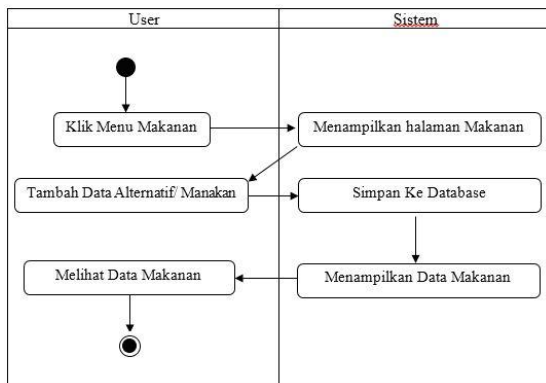 User
Sistem
Klik Menu Makanan
Menampilkan halaman Makanan
Tambah Data Alternatif/ Manakan
Simpan Ke Database
Melihat Data Makanan
Menampilkan Data Makanan